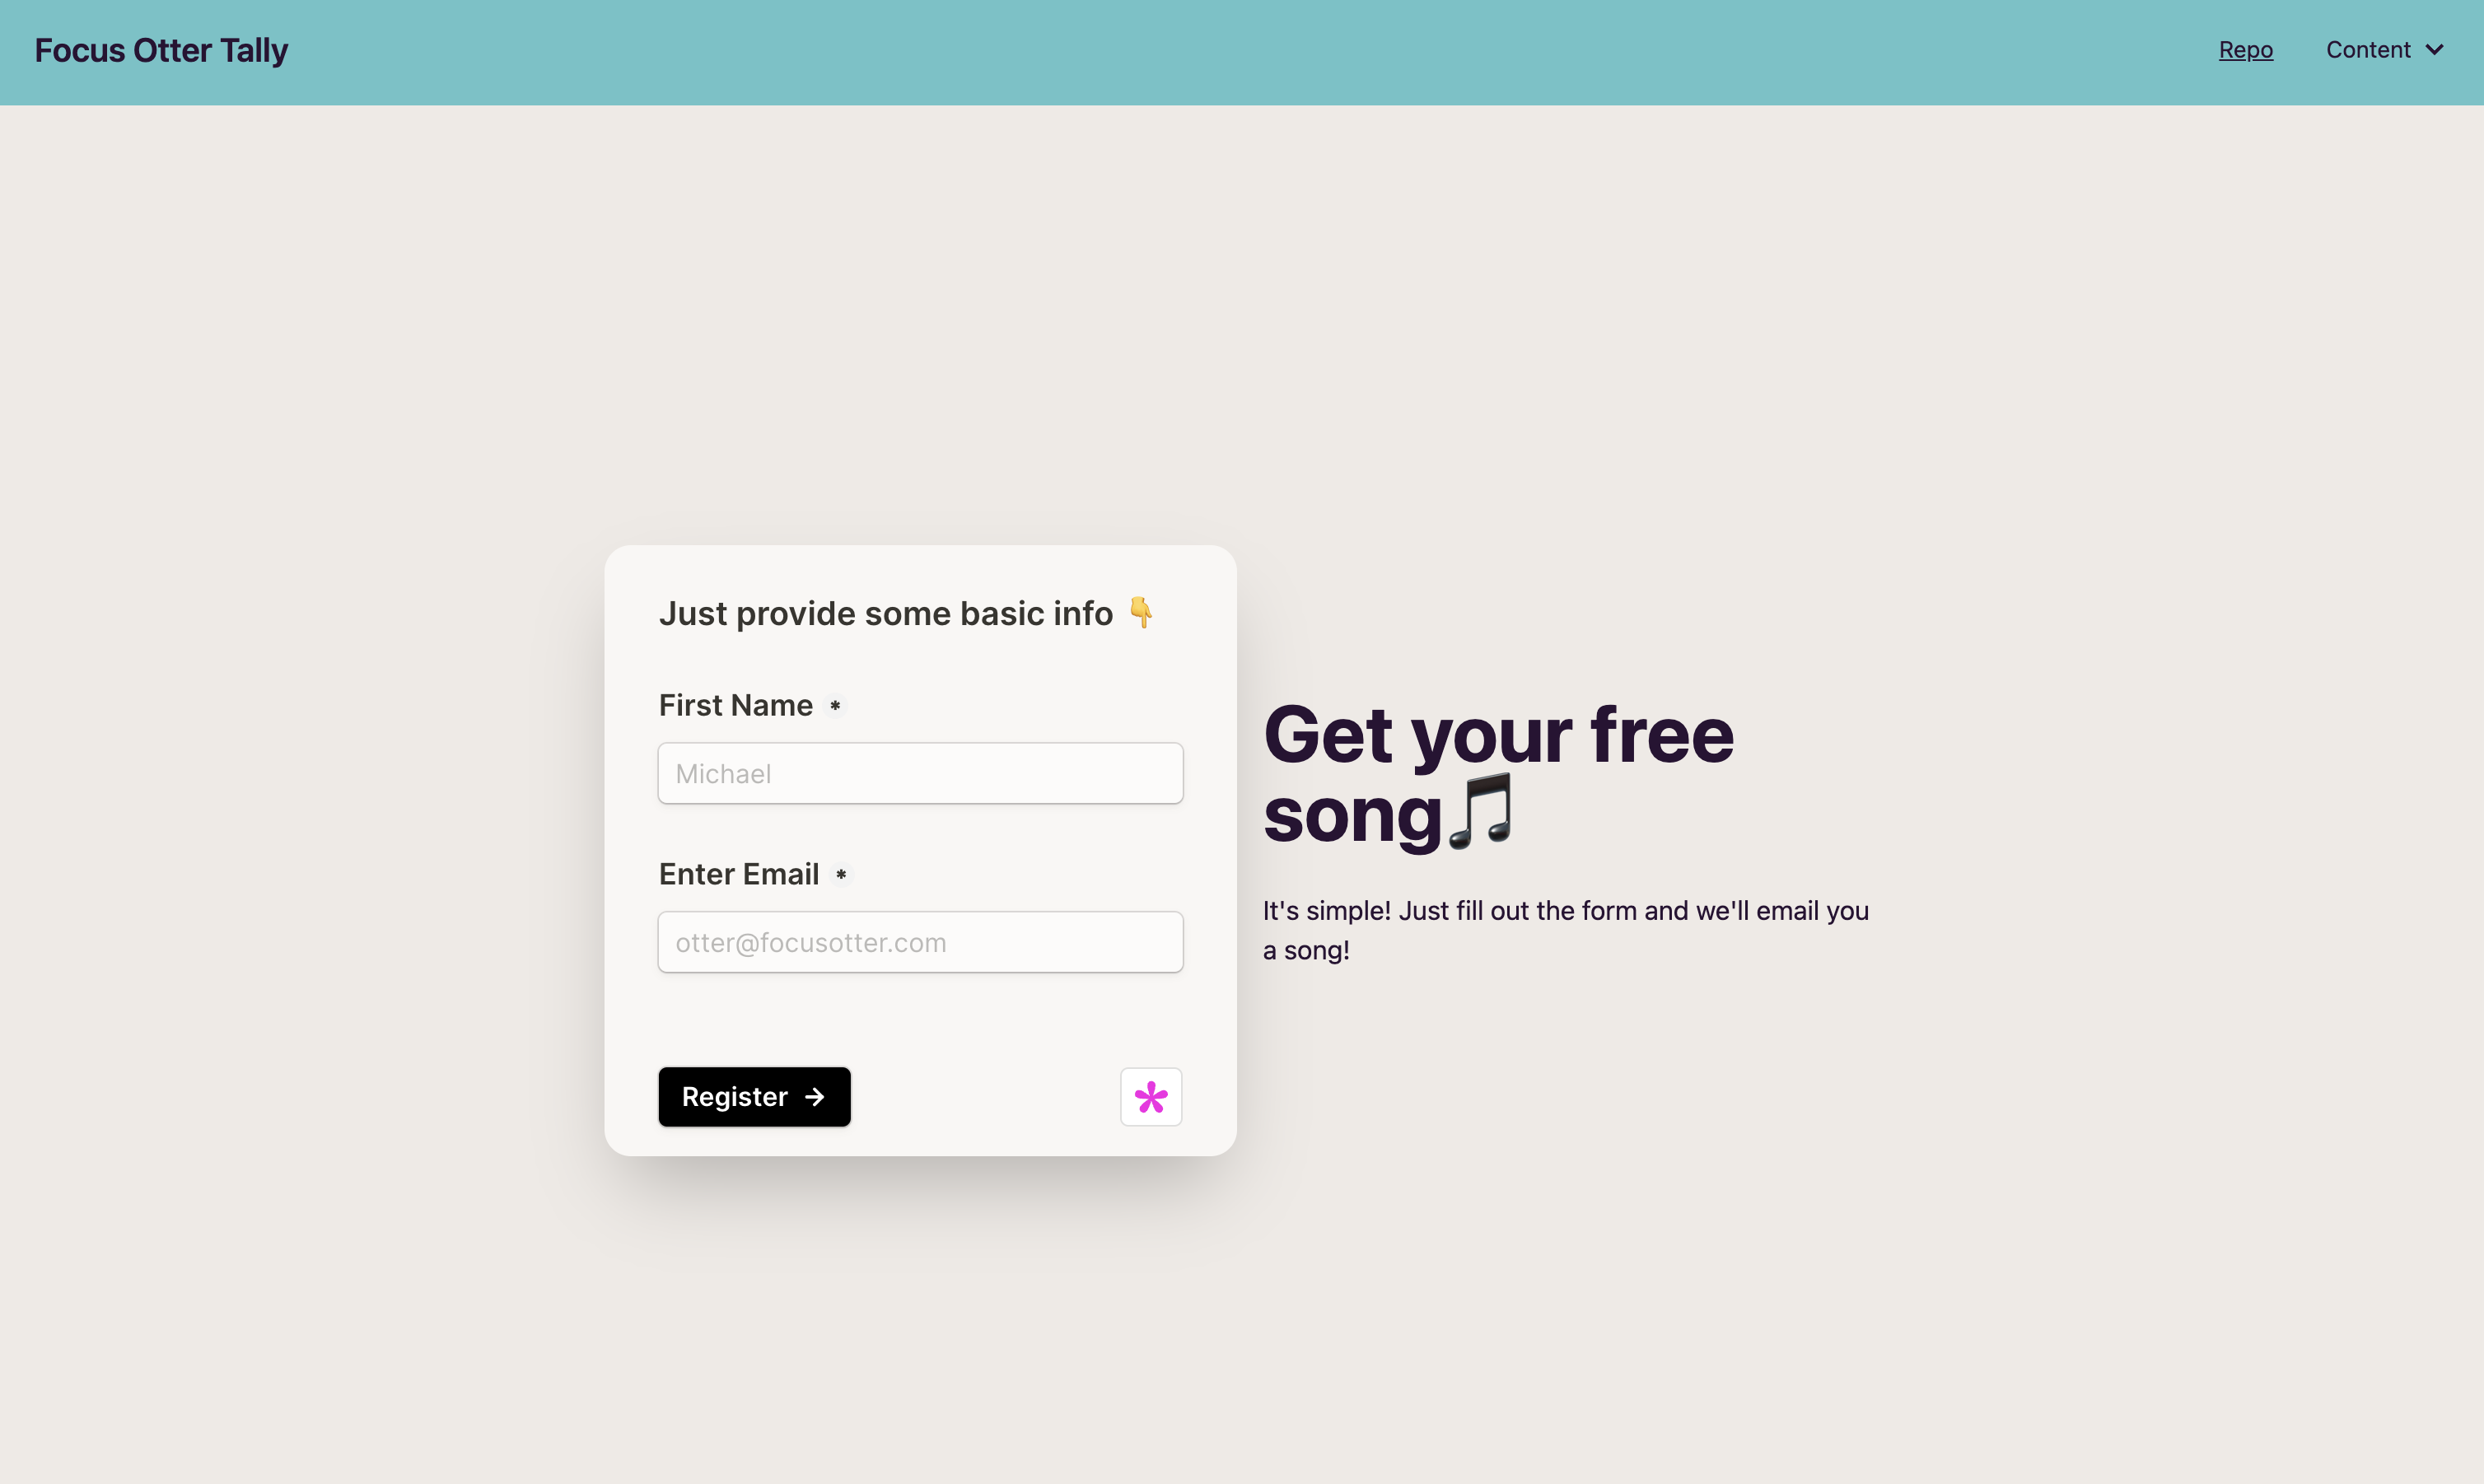 Focus Otter Tally
Repo
Content
Just provide some basic info 👇
First Name *
Michael
Enter Email *
otter@focusotter.com
Register →
Get your free
song🎵
It's simple! Just fill out the form and we'll email you
a song!